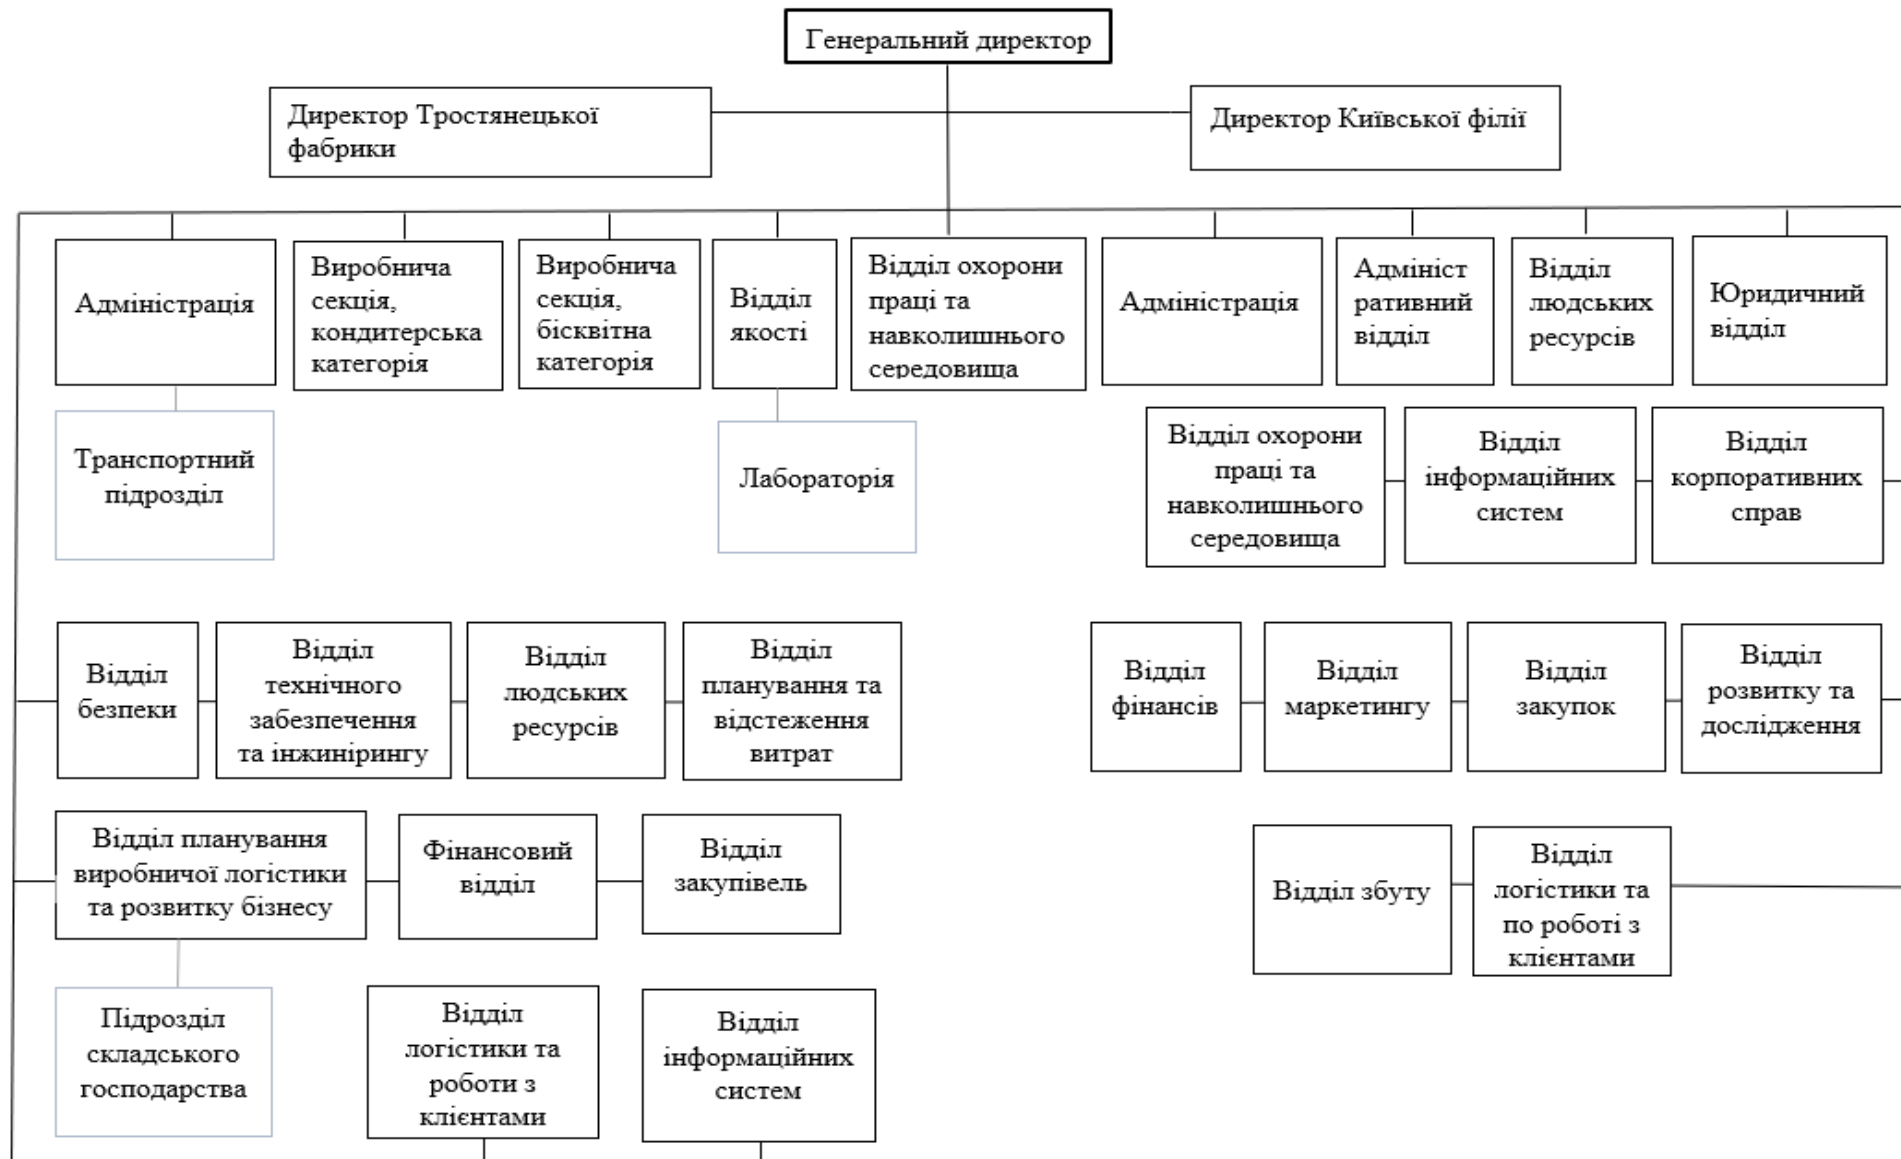 Генеральний директор
Директор Тростянецької
фабрики
Директор Київської філії
Адміністрація
Виробнича
секція,
кондитерська
категорія
Виробнича
секція,
бісквітна
категорія
Відділ
якості
Відділ охорони
праці та
навколишнього
середовища
Адміністрація
Адмініст
ративний
відділ
Відділ
людських
ресурсів
Юридичний
відділ
Транспортний
підрозділ
Лабораторія
Відділ охорони
праці та
навколишнього
середовища
Відділ
інформаційних
систем
Відділ
корпоративних
справ
Відділ
безпеки
Відділ
технічного
забезпечення
та інжинірингу
Відділ
людських
ресурсів
Відділ
планування та
відстеження
витрат
Відділ
фінансів
Відділ
маркетингу
Відділ
закупок
Відділ
розвитку та
дослідження
Відділ планування
виробничої логістики
та розвитку бізнесу
Фінансовий
відділ
Відділ
закупівель
Відділ збуту
Відділ
логістики та
по роботі з
клієнтами
Підрозділ
складського
господарства
Відділ
логістики та
роботи з
клієнтами
Відділ
інформаційних
систем